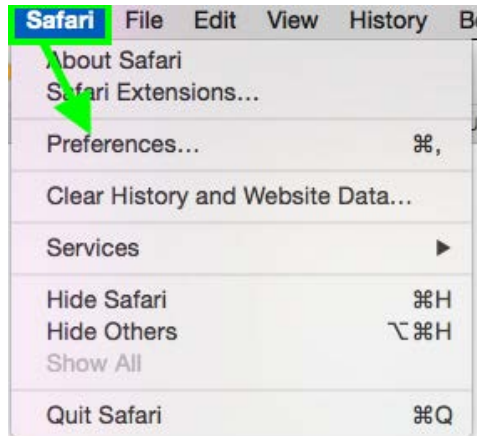 Safari File Edit View History
About Safari
Safari Extensions...
Preferences... ⌘,
Clear History and Website Data...
Services ▶
Hide Safari ⌘H
Hide Others ⌥⌘H
Show All
Quit Safari ⌘Q